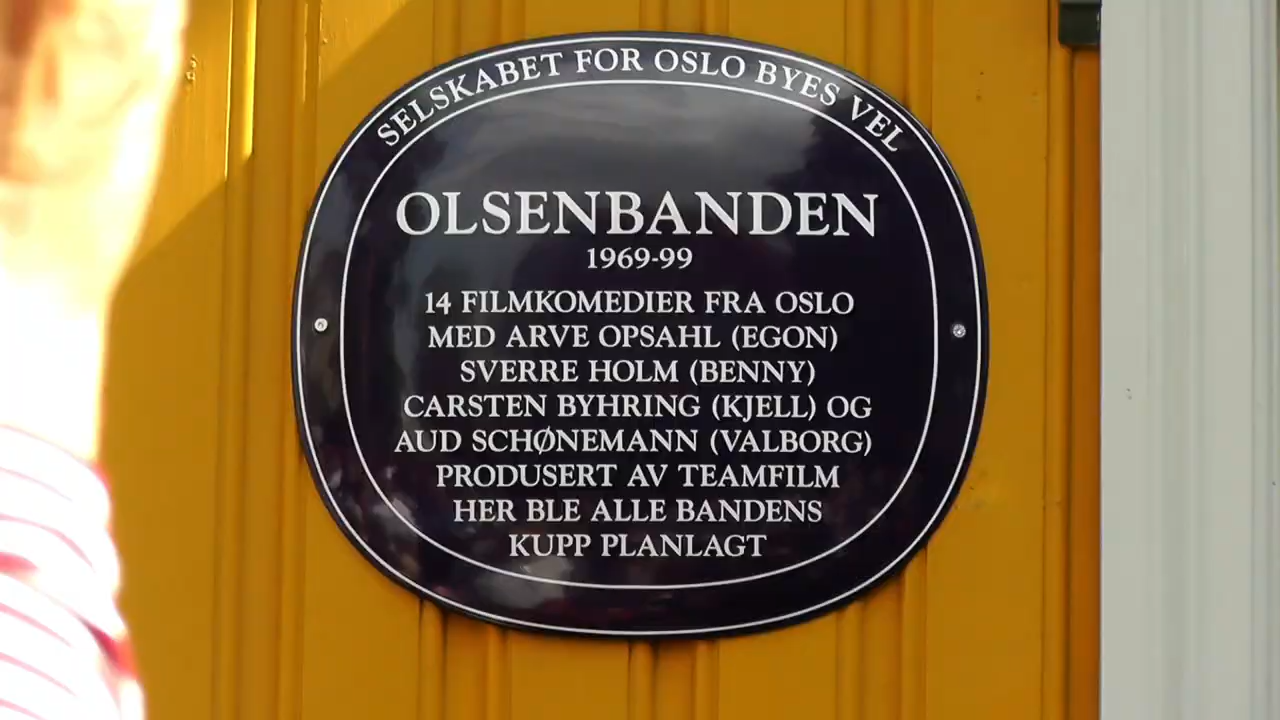 SELSKABET FOR OSLO BYES VEL
OLSENBANDEN
1969-99
14 FILMKOMEDIER FRA OSLO
MED ARVE OPSAHL (EGON)
SVERRE HOLM (BENNY)
CARSTEN BYHRING (KJELL) OG
AUD SCHØNEMANN (VALBORG)
PRODUSERT AV TEAMFILM
HER BLE ALLE BANDENS
KUPP PLANLAGT